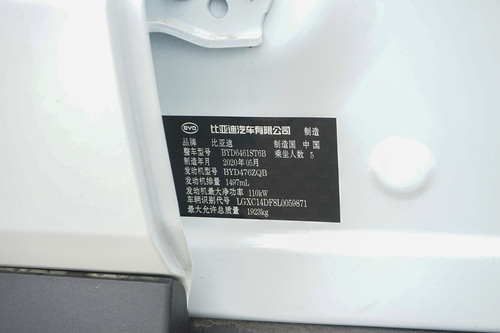 BYD 比亚迪汽车有限公司 制造
品牌 比亚迪 制造国 中国
整车型号 BYD6461ST6B 乘坐人数 5
制造年月 2020年05月
发动机型号 BYD476ZQB
发动机排量 1497mL
发动机最大净功率 110kW
车辆识别代号 LGXC14DF8L0059871
最大允许总质量 1923kg